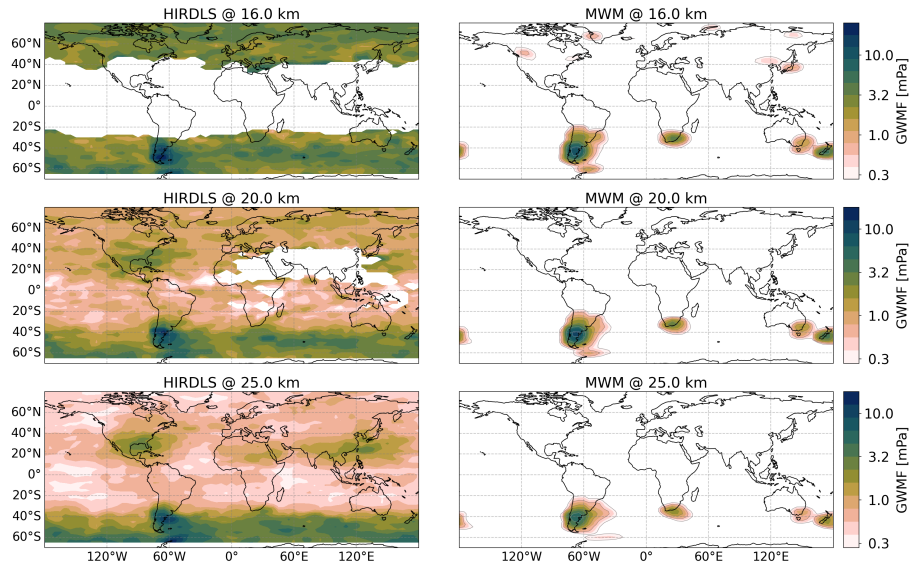 HIRDLS @ 16.0 km
MWM @ 16.0 km
60°N
40°N
20°N
0°
20°S
40°S
60°S
10.0
3.2
1.0
0.3
GWMF [mPa]
HIRDLS @ 20.0 km
MWM @ 20.0 km
60°N
40°N
20°N
0°
20°S
40°S
60°S
10.0
3.2
1.0
0.3
GWMF [mPa]
HIRDLS @ 25.0 km
MWM @ 25.0 km
60°N
40°N
20°N
0°
20°S
40°S
60°S
10.0
3.2
1.0
0.3
GWMF [mPa]
120°W 60°W 0° 60°E 120°E
120°W 60°W 0° 60°E 120°E